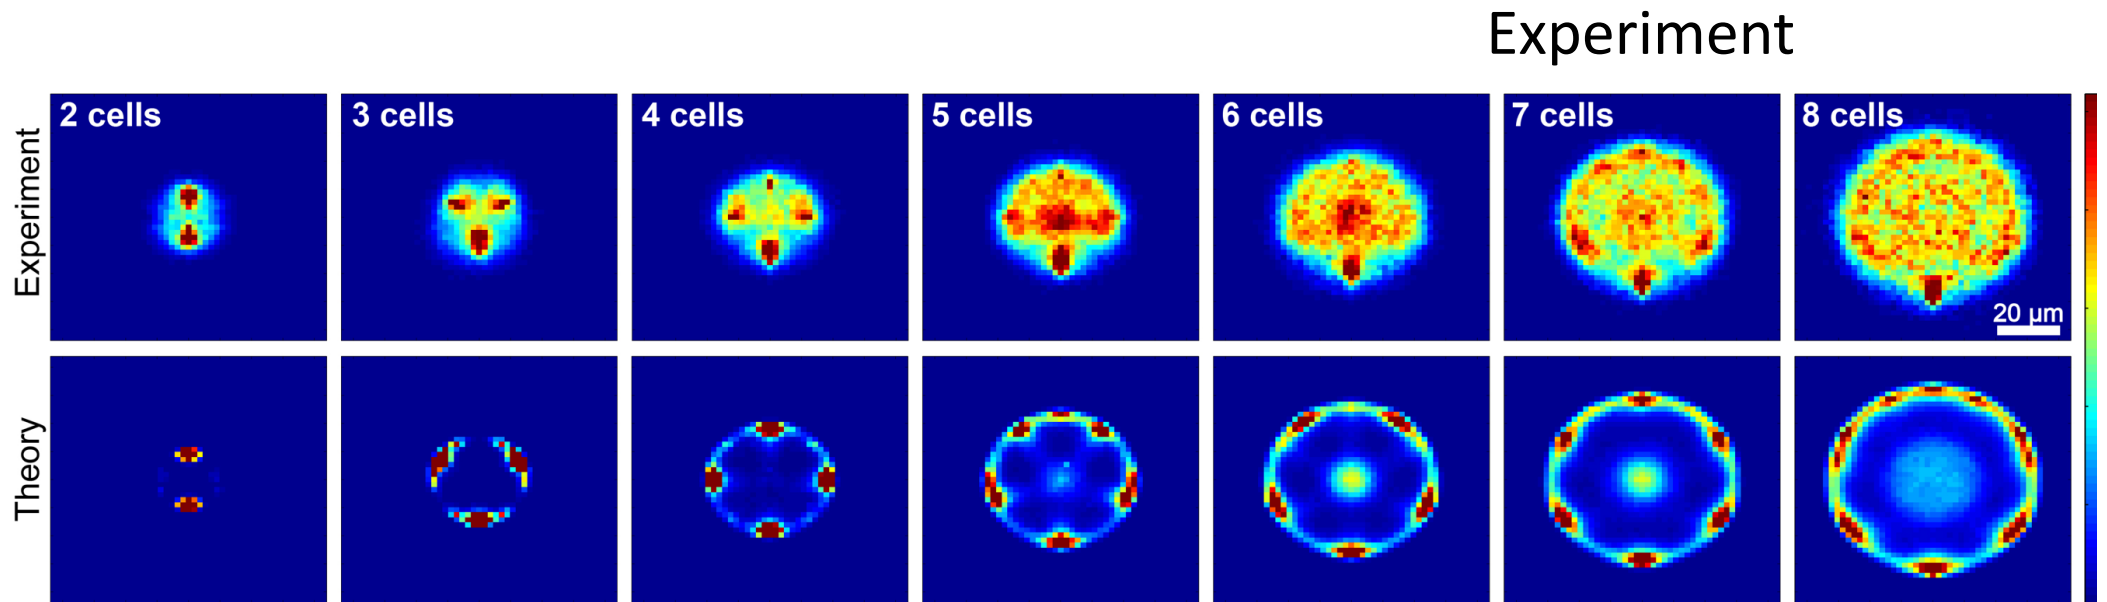 Experiment
Experiment
2 cells
3 cells
4 cells
5 cells
6 cells
7 cells
8 cells
20 µm
Theory